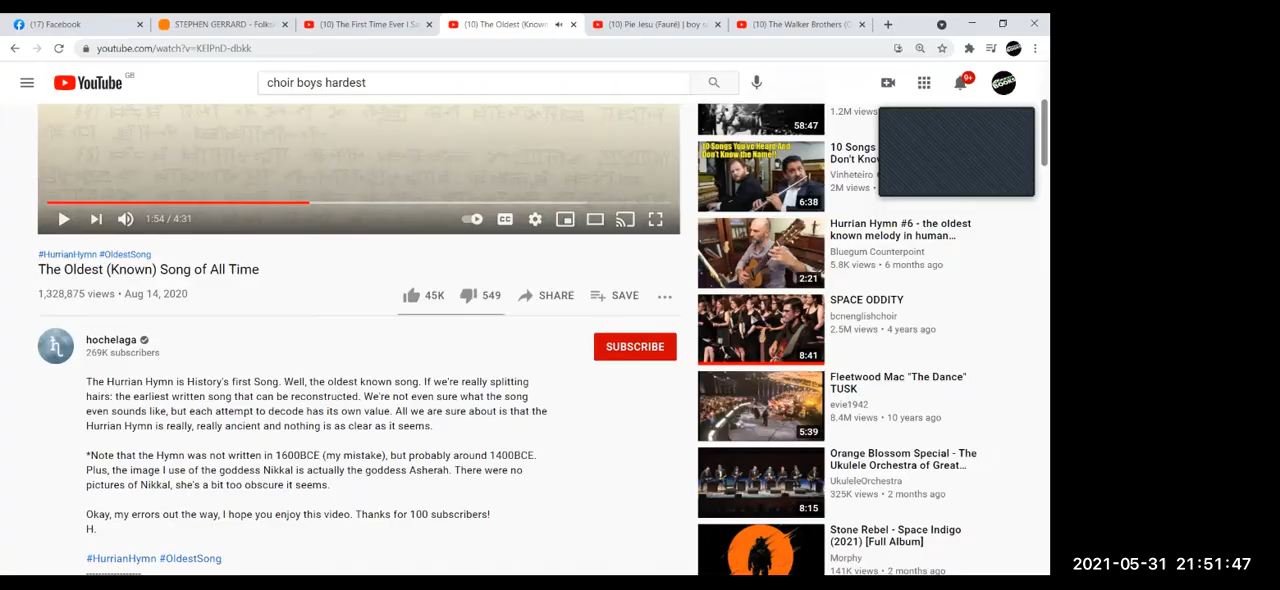 (17) Facebook
STEPHEN GERRARD - Folks
(10) The First Time Ever I Sa
(10) The Oldest (Known
(10) Pie Jesu (Fauré) | boy s
(10) The Walker Brothers (C
youtube.com/watch?v=KElPnD-dbkk
YouTube GB
choir boys hardest
9+
1:54 / 4:31
CC
#HurrianHymn #OldestSong
The Oldest (Known) Song of All Time
1,328,875 views • Aug 14, 2020
45K
549
SHARE
SAVE
hochelaga
269K subscribers
SUBSCRIBE
The Hurrian Hymn is History's first Song. Well, the oldest known song. If we're really splitting
hairs: the earliest written song that can be reconstructed. We're not even sure what the song
even sounds like, but each attempt to decode has its own value. All we are sure about is that the
Hurrian Hymn is really, really ancient and nothing is as clear as it seems.
*Note that the Hymn was not written in 1600BCE (my mistake), but probably around 1400BCE.
Plus, the image I use of the goddess Nikkal is actually the goddess Asherah. There were no
pictures of Nikkal, she's a bit too obscure it seems.
Okay, my errors out the way, I hope you enjoy this video. Thanks for 100 subscribers!
H.
#HurrianHymn #OldestSong
58:47
1.2M views
10 Songs You've Heard And
Don't Know the Name!!
6:38
10 Songs
Don't Kno
Vinheteiro
2M views •
2:21
Hurrian Hymn #6 - the oldest
known melody in human...
Bluegum Counterpoint
5.8K views • 6 months ago
8:41
SPACE ODDITY
bcnenglishchoir
2.5M views • 4 years ago
5:39
Fleetwood Mac "The Dance"
TUSK
evie1942
8.4M views • 10 years ago
8:15
Orange Blossom Special - The
Ukulele Orchestra of Great...
UkuleleOrchestra
325K views • 2 months ago
Stone Rebel - Space Indigo
(2021) [Full Album]
Morphy
141K views • 2 months ago
2021-05-31 21:51:47